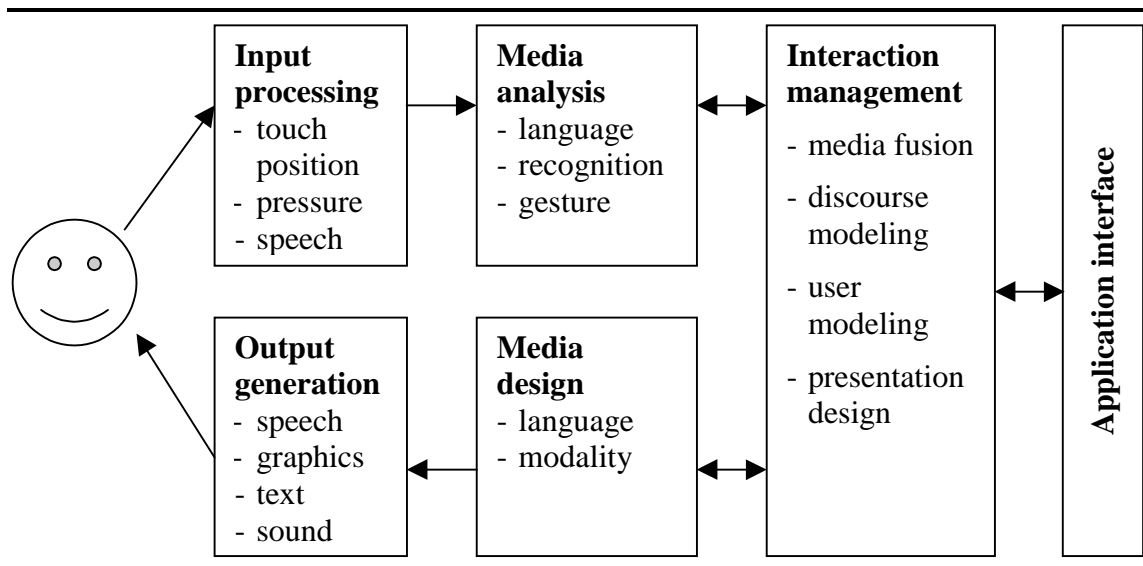 Input
processing
- touch
position
- pressure
- speech
Media
analysis
- language
- recognition
- gesture
Interaction
management
- media fusion
- discourse
modeling
- user
modeling
- presentation
design
Application interface
Output
generation
- speech
- graphics
- text
- sound
Media
design
- language
- modality